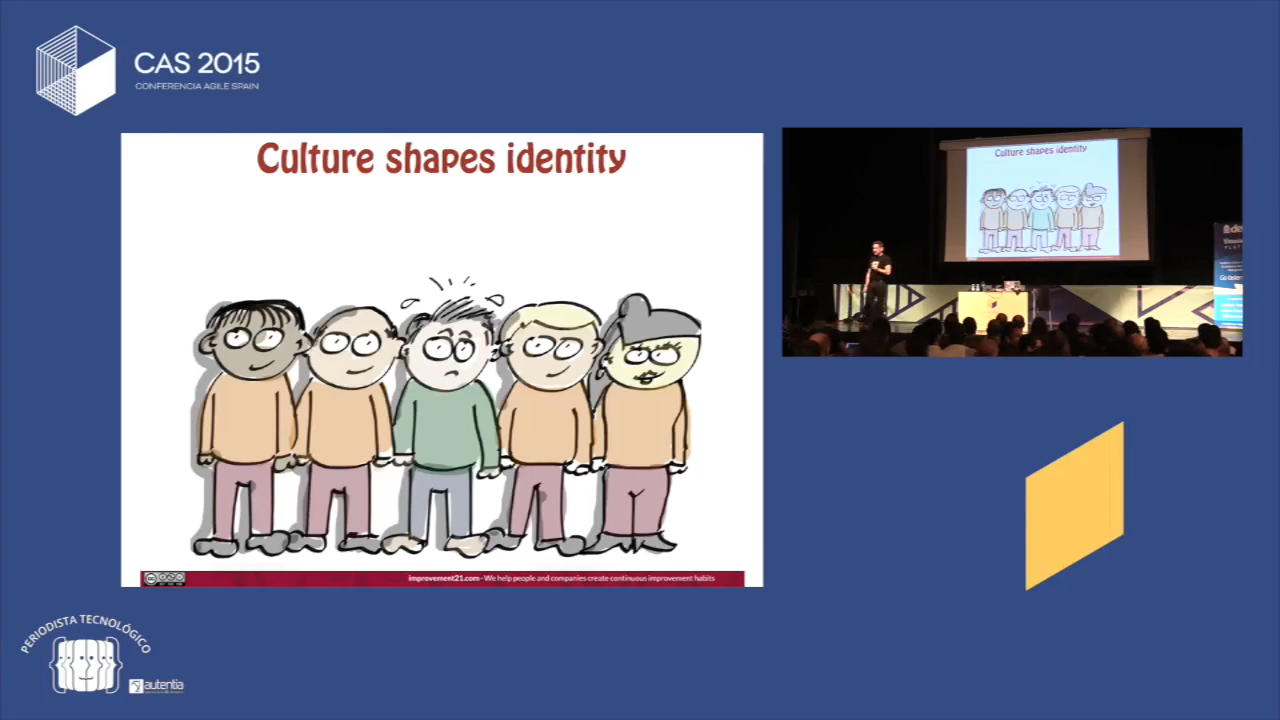 CAS 2015
CONFERENCIA AGILE SPAIN
Culture shapes identity
Culture shapes identity
improvement21.com - We help people and companies create continuous improvement habits
PERIODISTA TECNOLÓGICO
autentia